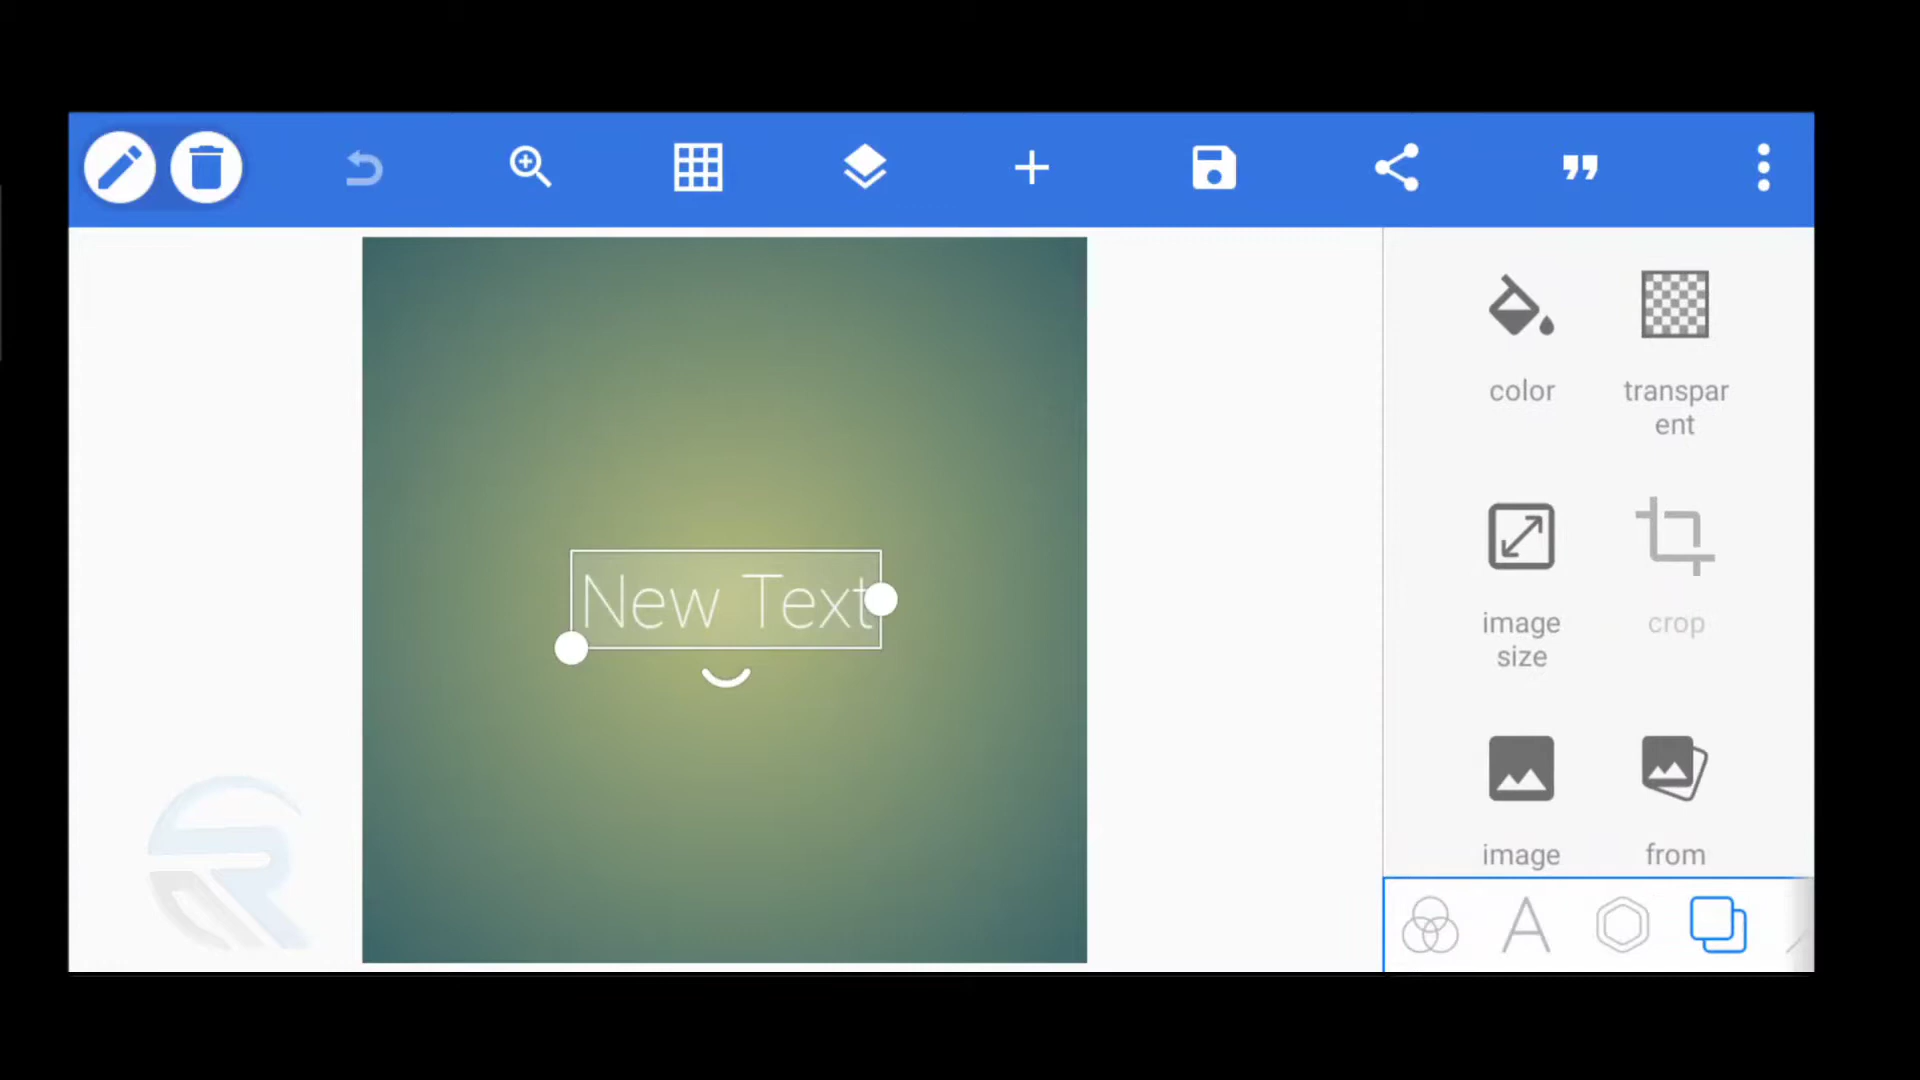 New Text
color
transpar
ent
image
size
crop
image
from